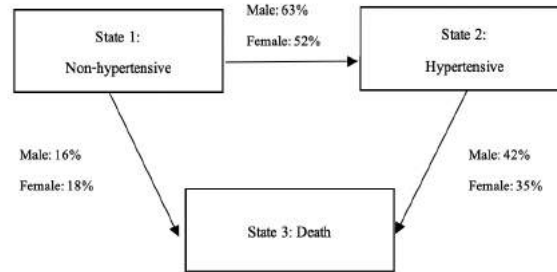 Male: 63%
Female: 52%
State 1:
Non-hypertensive
State 2:
Hypertensive
Male: 16%
Female: 18%
Male: 42%
Female: 35%
State 3: Death